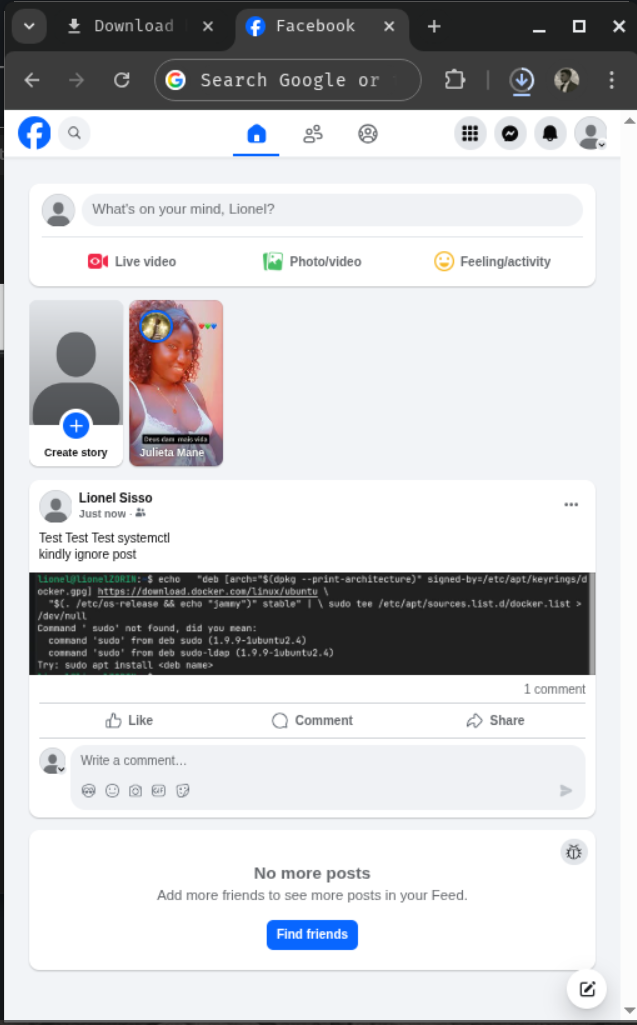 Download
Facebook
Search Google or
What's on your mind, Lionel?
Live video
Photo/video
Feeling/activity
Create story
Deus dam mais vida
Julieta Mane
Lionel Sisso
Just now ·
Test Test Test systemctl
kindly ignore post
lionel@lionelZORIN:~$ echo "deb [arch="$(dpkg --print-architecture)" signed-by=/etc/apt/keyrings/d
ocker.gpg] https://download.docker.com/linux/ubuntu \
"$(. /etc/os-release && echo "jammy")" stable" | \ sudo tee /etc/apt/sources.list.d/docker.list >
/dev/null
Command ' sudo' not found, did you mean:
command 'sudo' from deb sudo (1.9.9-1ubuntu2.4)
command 'sudo' from deb sudo-ldap (1.9.9-1ubuntu2.4)
Try: sudo apt install <deb name>
1 comment
Like
Comment
Share
Write a comment…
GIF
No more posts
Add more friends to see more posts in your Feed.
Find friends